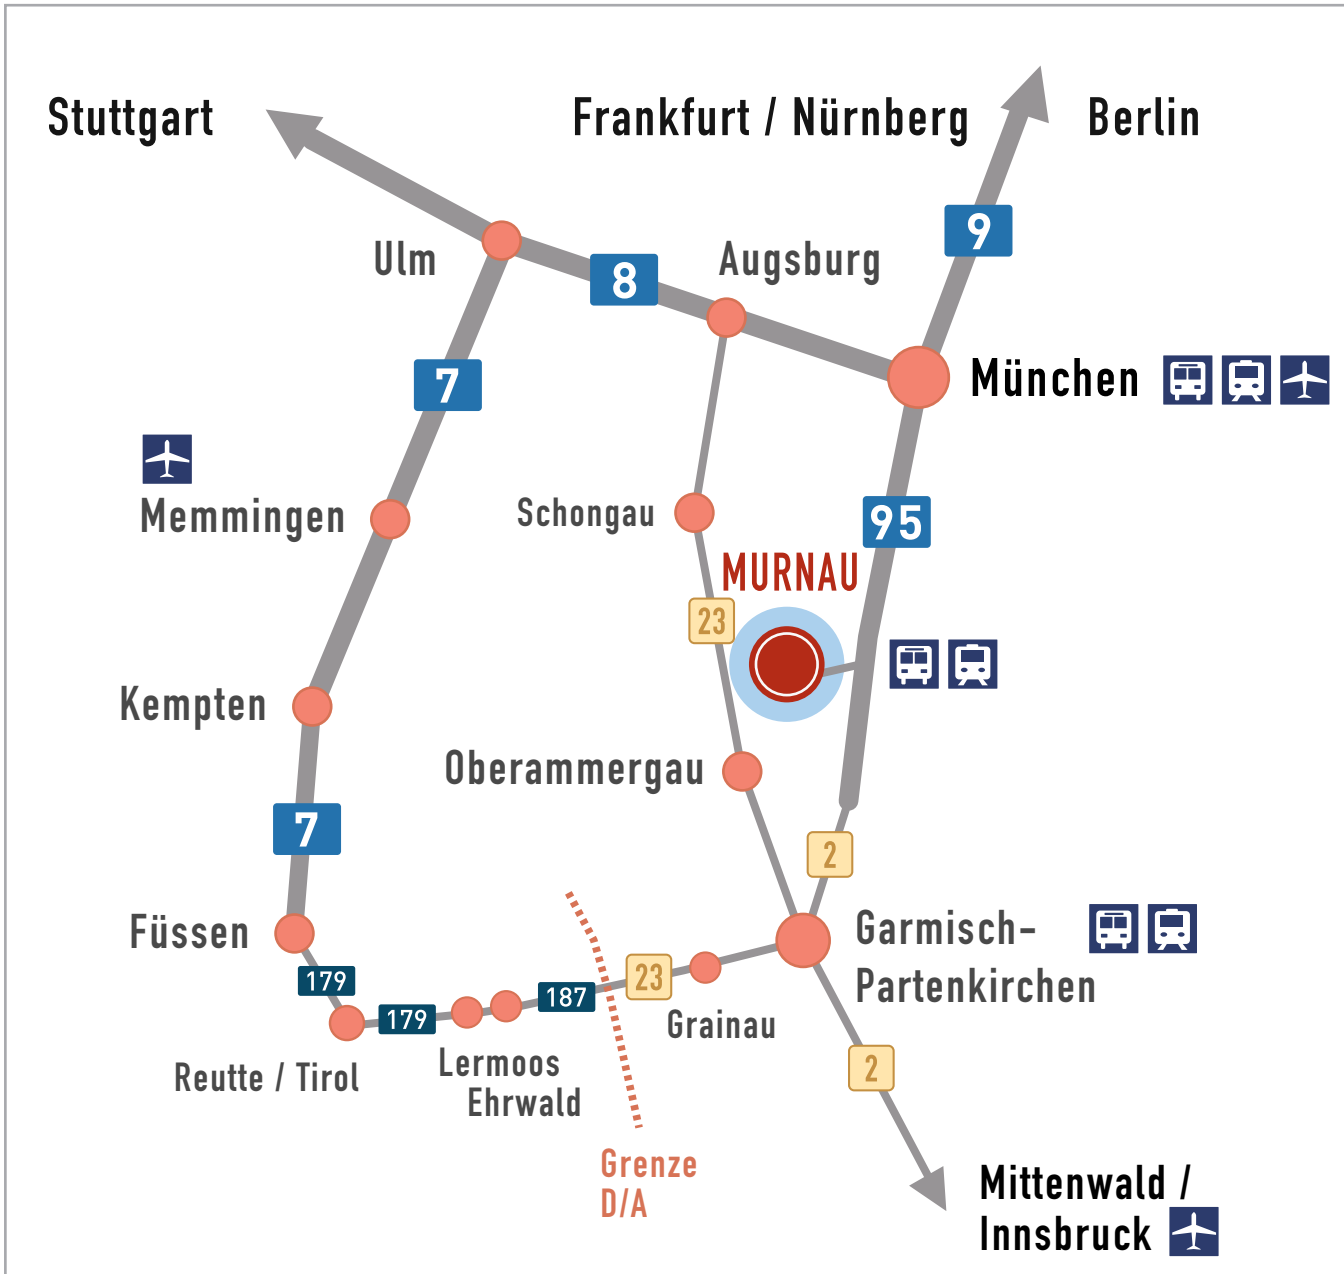 Stuttgart
Frankfurt / Nürnberg
Berlin
9
Ulm
8
Augsburg
7
München
Memmingen
Schongau
95
MURNAU
23
Kempten
Oberammergau
7
2
Füssen
Garmisch-
Partenkirchen
179
187
23
179
Grainau
Reutte / Tirol
Lermoos
Ehrwald
2
Grenze
D/A
Mittenwald /
Innsbruck